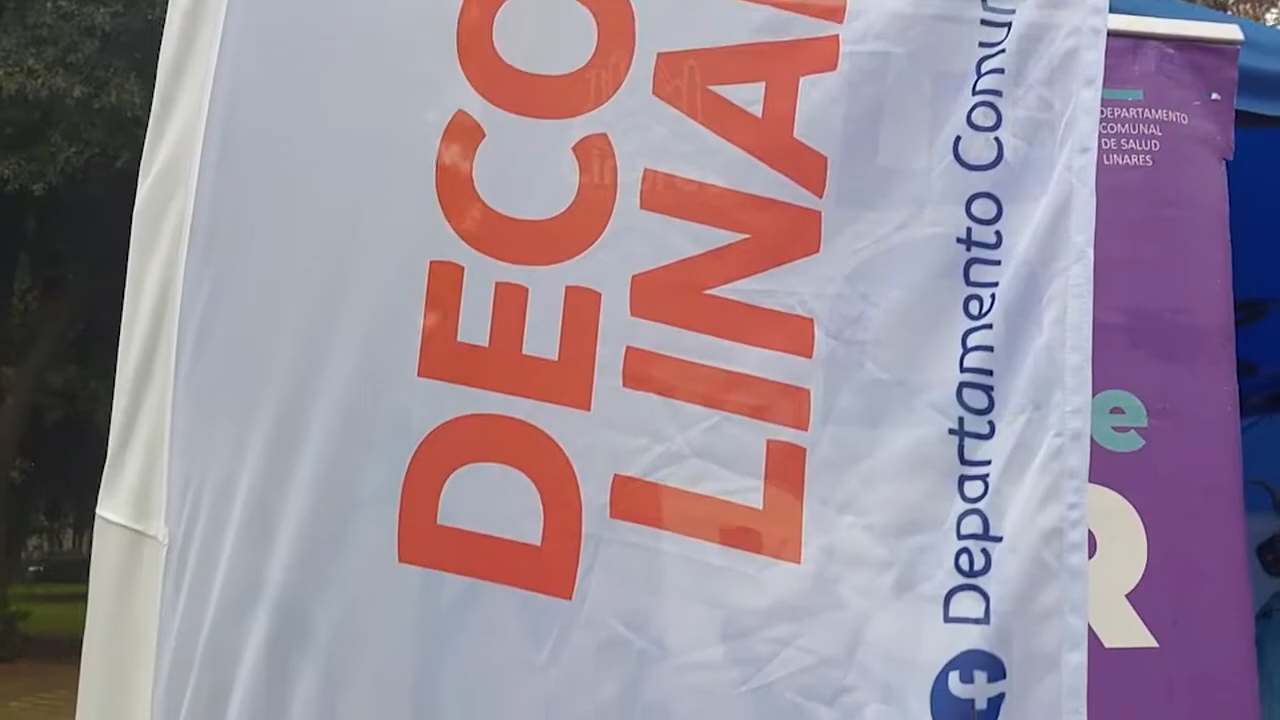 DECO
LINA
Departamento Comun
DEPARTAMENTO
COMUNAL
DE SALUD
LINARES
e
R